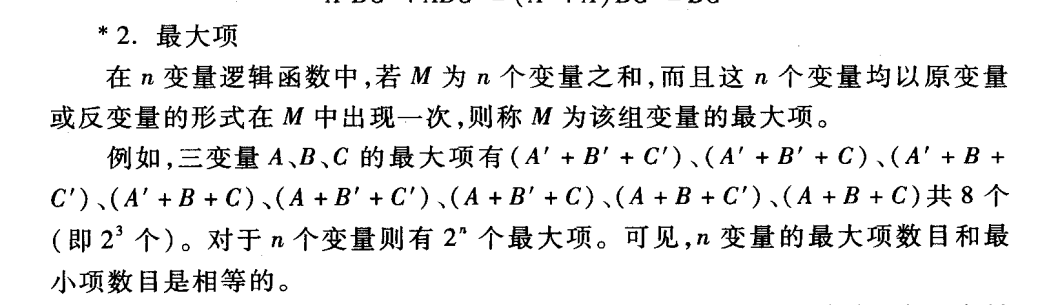 * 2. 最大项
在 n 变量逻辑函数中,若 M 为 n 个变量之和,而且这 n 个变量均以原变量
或反变量的形式在 M 中出现一次,则称 M 为该组变量的最大项。
例如,三变量 A、B、C 的最大项有(A′ + B′ + C′)、(A′ + B′ + C)、(A′ + B +
C′)、(A′ + B + C)、(A + B′ + C′)、(A + B′ + C)、(A + B + C′)、(A + B + C)共 8 个
(即 2³ 个)。对于 n 个变量则有 2ⁿ 个最大项。可见,n 变量的最大项数目和最
小项数目是相等的。